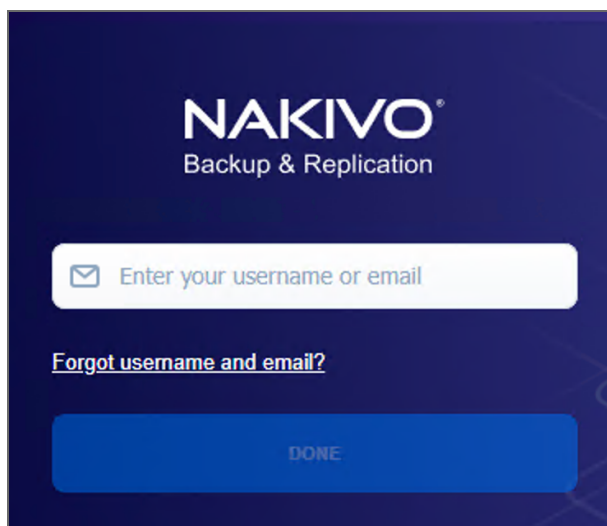 NAKIVO®
Backup & Replication
Enter your username or email
Forgot username and email?
DONE